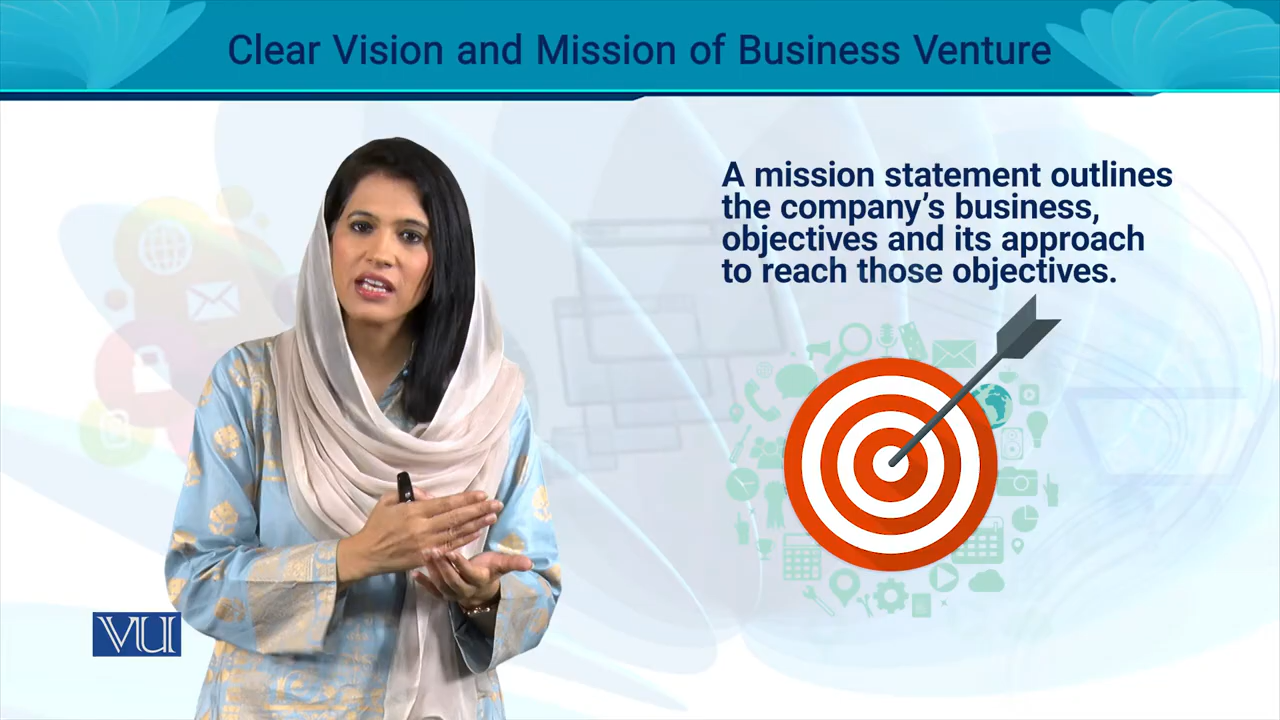 Clear Vision and Mission of Business Venture
A mission statement outlines
the company’s business,
objectives and its approach
to reach those objectives.
VU